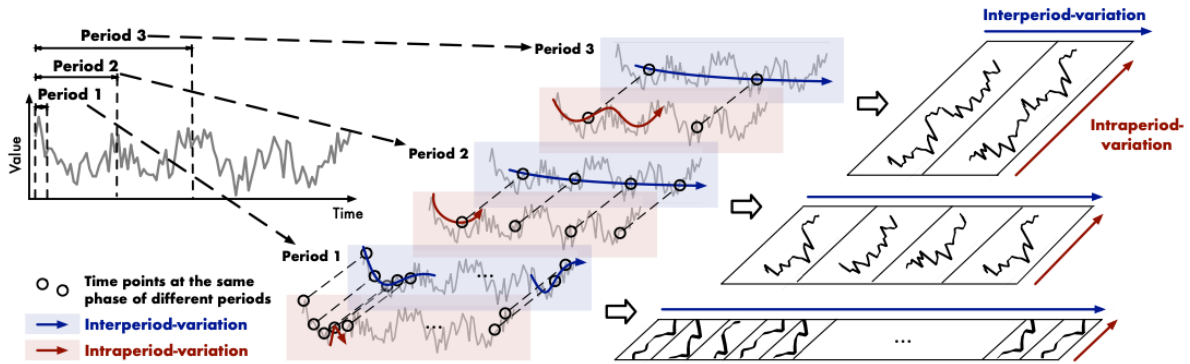 Period 3
Period 2
Period 1
Value
Time
Time points at the same
phase of different periods
Interperiod-variation
Intraperiod-variation
Period 3
Period 2
Period 1
...
...
Interperiod-variation
Intraperiod-
variation
...